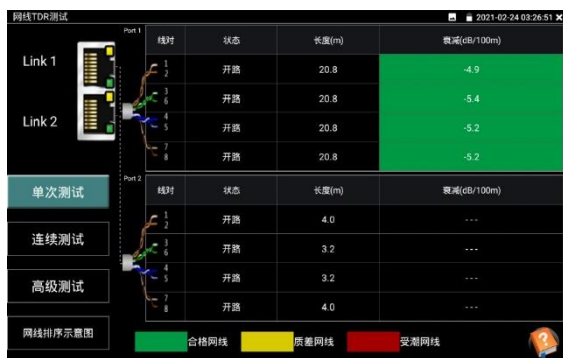 网线TDR测试
2021-02-24 03:26:51
Link 1
Link 2
单次测试
连续测试
高级测试
网线排序示意图
Port 1
线对 状态 长度(m) 衰减(dB/100m)
1 2 开路 20.8 -4.9
3 6 开路 20.8 -5.4
4 5 开路 20.8 -5.2
7 8 开路 20.8 -5.2
Port 2
线对 状态 长度(m) 衰减(dB/100m)
1 2 开路 4.0 ---
3 6 开路 3.2 ---
4 5 开路 3.2 ---
7 8 开路 4.0 ---
合格网线 质差网线 受潮网线